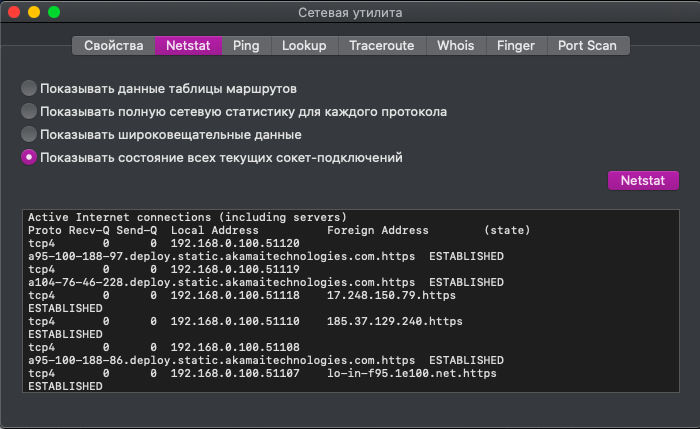 Сетевая утилита
Свойства Netstat Ping Lookup Traceroute Whois Finger Port Scan
Показывать данные таблицы маршрутов
Показывать полную сетевую статистику для каждого протокола
Показывать широковещательные данные
Показывать состояние всех текущих сокет-подключений
Netstat
Active Internet connections (including servers)
Proto Recv-Q Send-Q  Local Address          Foreign Address        (state)
tcp4       0      0  192.168.0.100.51120
a95-100-188-97.deploy.static.akamaitechnologies.com.https  ESTABLISHED
tcp4       0      0  192.168.0.100.51119
a104-76-46-228.deploy.static.akamaitechnologies.com.https  ESTABLISHED
tcp4       0      0  192.168.0.100.51118    17.248.150.79.https
ESTABLISHED
tcp4       0      0  192.168.0.100.51110    185.37.129.240.https
ESTABLISHED
tcp4       0      0  192.168.0.100.51108
a95-100-188-86.deploy.static.akamaitechnologies.com.https  ESTABLISHED
tcp4       0      0  192.168.0.100.51107    lo-in-f95.1e100.net.https
ESTABLISHED